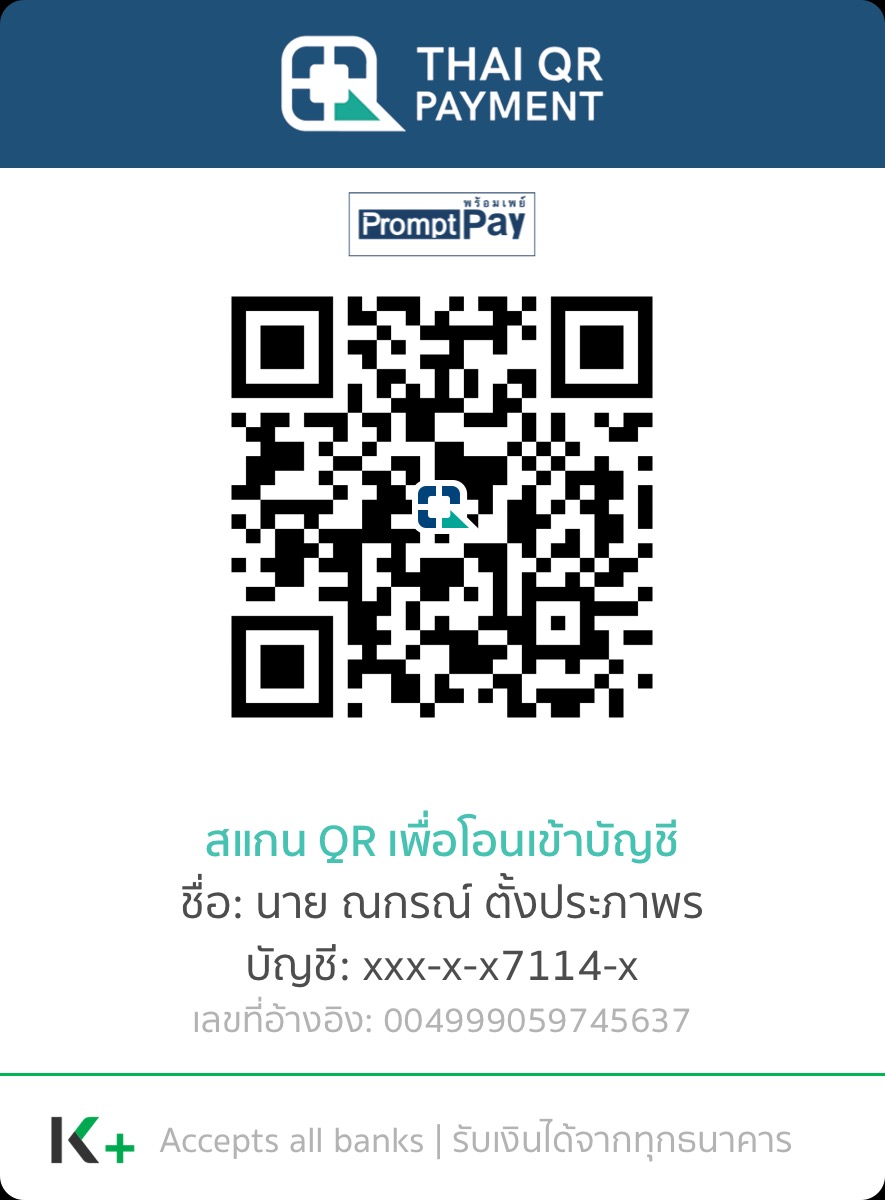 THAI QR
PAYMENT
พร้อมเพย์
PromptPay
สแกน QR เพื่อโอนเข้าบัญชี
ชื่อ: นาย ณกรณ์ ตั้งประภาพร
บัญชี: xxx-x-x7114-x
เลขที่อ้างอิง: 004999059745637
K+ Accepts all banks | รับเงินได้จากทุกธนาคาร